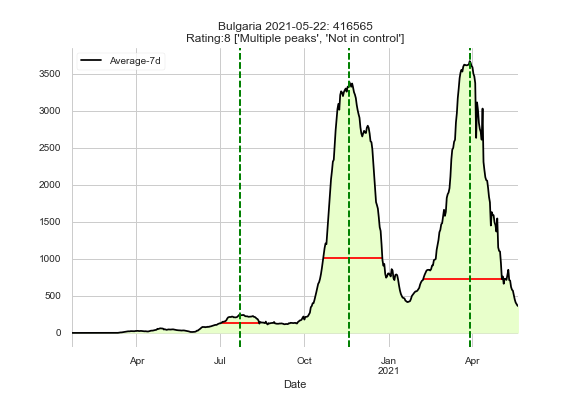 Bulgaria 2021-05-22: 416565
Rating:8 ['Multiple peaks', 'Not in control']
Average-7d
3500
3000
2500
2000
1500
1000
500
0
Apr Jul Oct Jan Apr
2021
Date